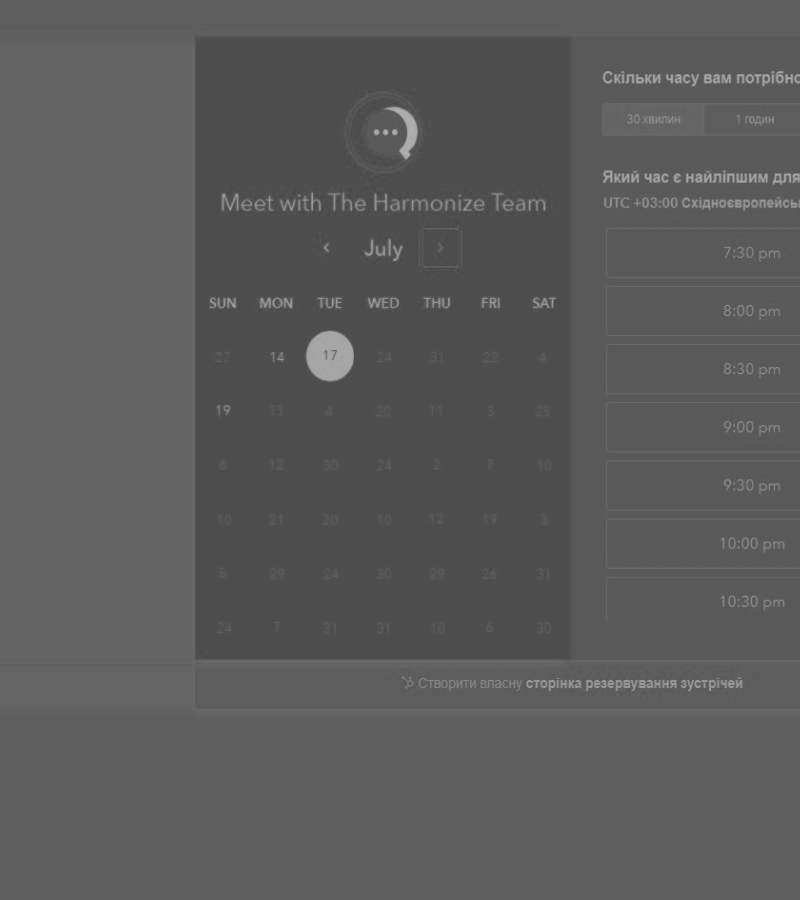 Meet with The Harmonize Team
July
SUN MON TUE WED THU FRI SAT
27 14 17 24 31 22 4
19 13 4 20 11 3 25
6 12 30 24 2 7 10
10 21 20 10 12 19 3
5 29 24 30 29 26 31
24 7 31 31 10 6 30
Скільки часу вам потрібно
30 хвилин 1 годин
Який час є найліпшим для
UTC +03:00 Східноєвропейсь
7:30 pm
8:00 pm
8:30 pm
9:00 pm
9:30 pm
10:00 pm
10:30 pm
Створити власну сторінка резервування зустрічей